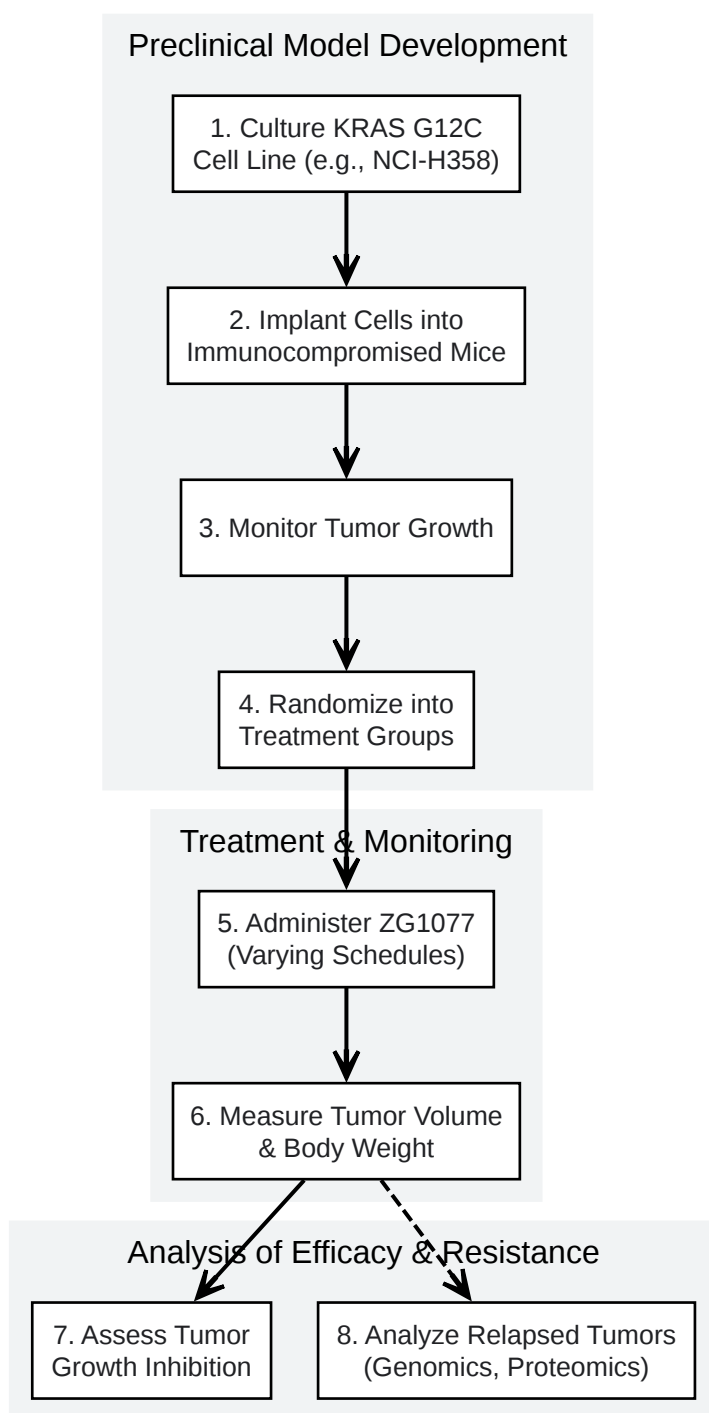 Preclinical Model Development
1. Culture KRAS G12C
Cell Line (e.g., NCI-H358)
2. Implant Cells into
Immunocompromised Mice
3. Monitor Tumor Growth
4. Randomize into
Treatment Groups
Treatment & Monitoring
5. Administer ZG1077
(Varying Schedules)
6. Measure Tumor Volume
& Body Weight
Analysis of Efficacy & Resistance
7. Assess Tumor
Growth Inhibition
8. Analyze Relapsed Tumors
(Genomics, Proteomics)